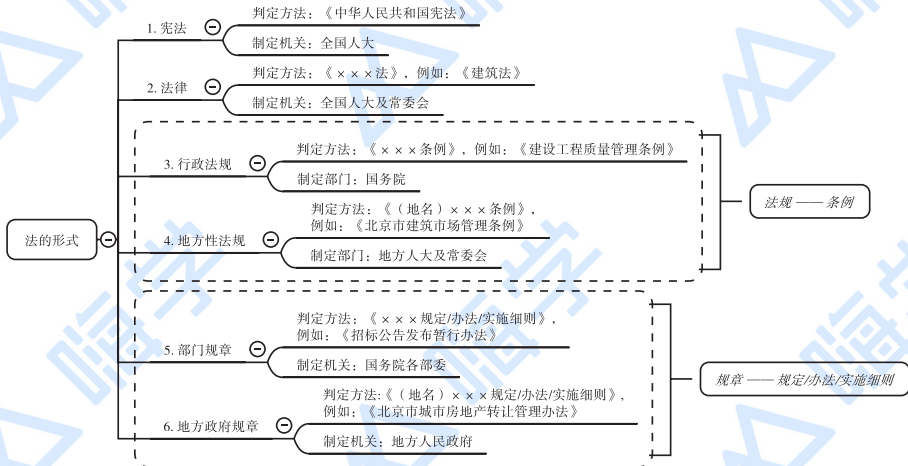 法的形式
1. 宪法
判定方法：《中华人民共和国宪法》
制定机关：全国人大
2. 法律
判定方法：《×××法》，例如：《建筑法》
制定机关：全国人大及常委会
3. 行政法规
判定方法：《×××条例》，例如：《建设工程质量管理条例》
制定部门：国务院
4. 地方性法规
判定方法：《（地名）×××条例》，
例如：《北京市建筑市场管理条例》
制定部门：地方人大及常委会
法规 —— 条例
5. 部门规章
判定方法：《×××规定/办法/实施细则》，
例如：《招标公告发布暂行办法》
制定机关：国务院各部委
6. 地方政府规章
判定方法：《（地名）×××规定/办法/实施细则》，
例如：《北京市城市房地产转让管理办法》
制定机关：地方人民政府
规章 —— 规定/办法/实施细则
嗨学
嗨学